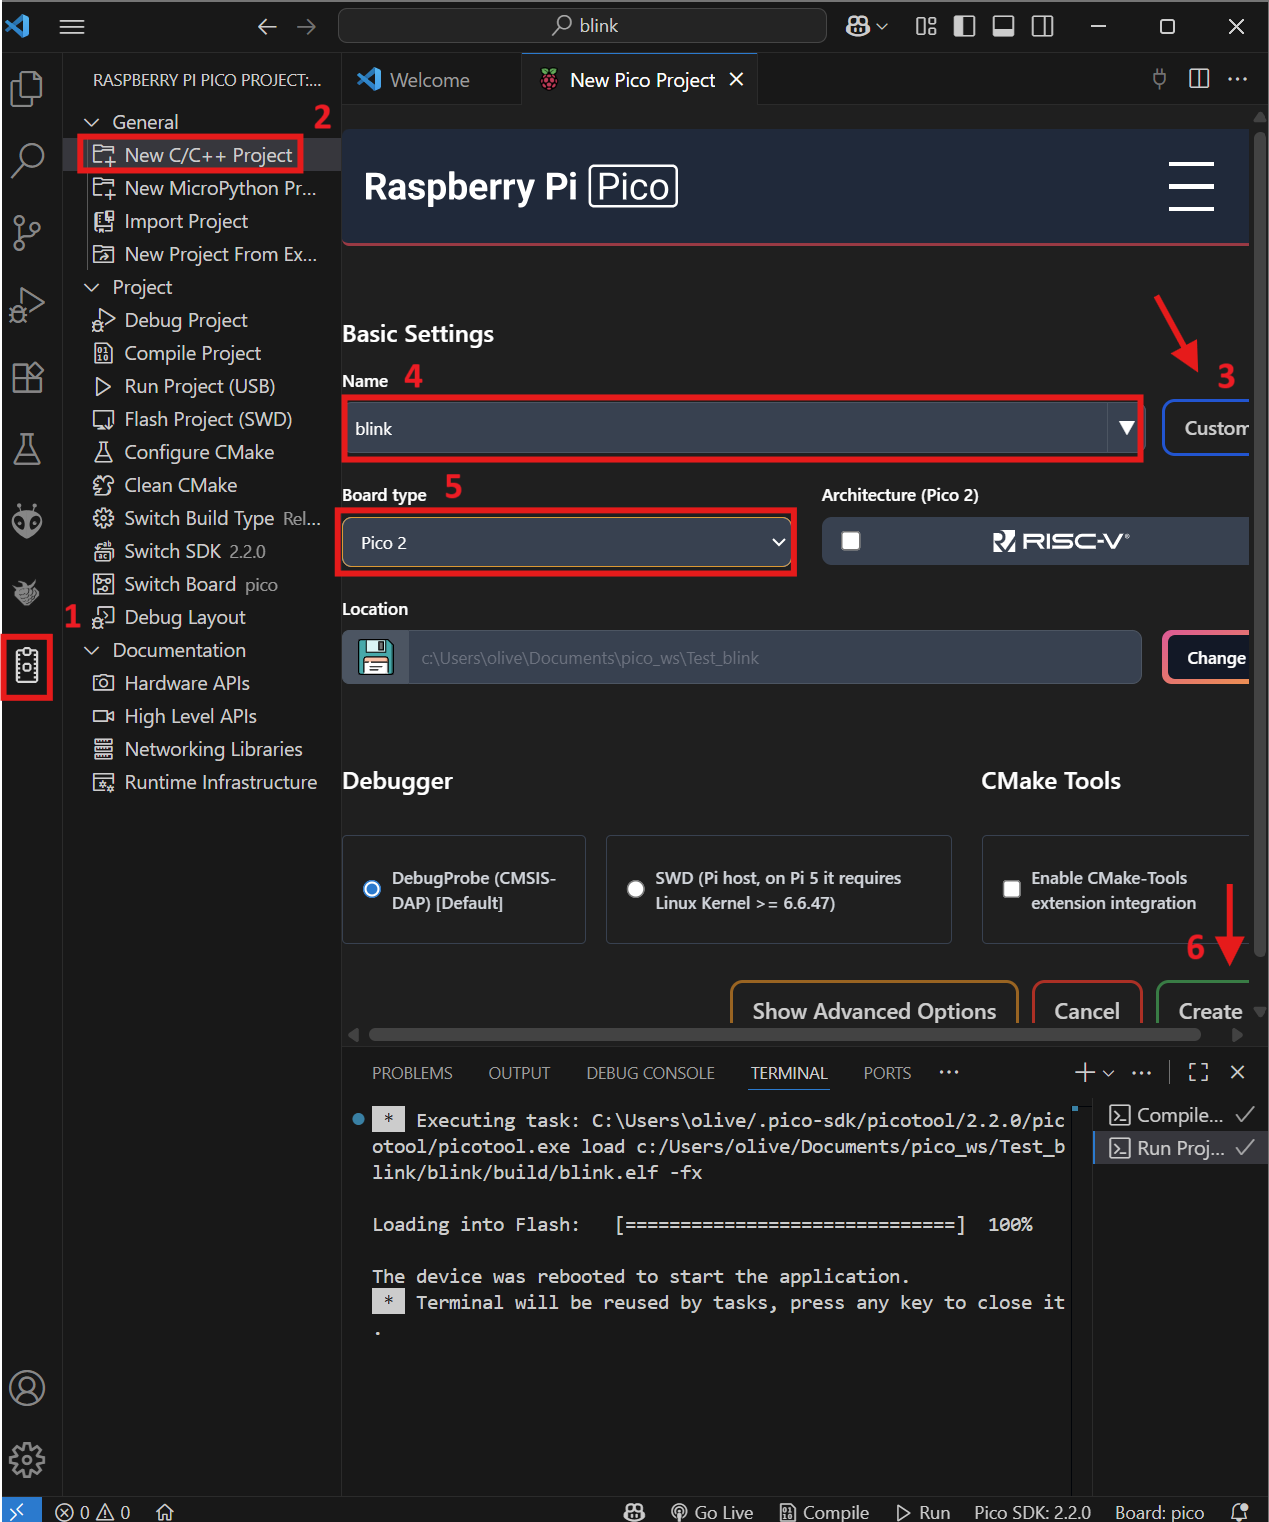 blink
RASPBERRY PI PICO PROJECT:...
General
2
New C/C++ Project
New MicroPython Pr...
Import Project
New Project From Ex...
Project
Debug Project
Compile Project
Run Project (USB)
Flash Project (SWD)
Configure CMake
Clean CMake
Switch Build Type Rel...
Switch SDK 2.2.0
Switch Board pico
1
Debug Layout
Documentation
Hardware APIs
High Level APIs
Networking Libraries
Runtime Infrastructure
Welcome
New Pico Project
Raspberry Pi Pico
Basic Settings
Name 4
3
blink
Custom
Board type 5
Architecture (Pico 2)
Pico 2
RISC-V®
Location
c:\Users\olive\Documents\pico_ws\Test_blink
Change
Debugger
CMake Tools
DebugProbe (CMSIS-
DAP) [Default]
SWD (Pi host, on Pi 5 it requires
Linux Kernel >= 6.6.47)
Enable CMake-Tools
extension integration
6
Show Advanced Options
Cancel
Create
PROBLEMS OUTPUT DEBUG CONSOLE TERMINAL PORTS ...
* Executing task: C:\Users\olive/.pico-sdk/picotool/2.2.0/pic
otool/picotool.exe load c:/Users/olive/Documents/pico_ws/Test_b
link/blink/build/blink.elf -fx
Loading into Flash: [==============================] 100%
The device was rebooted to start the application.
* Terminal will be reused by tasks, press any key to close it
.
Compile...
Run Proj...
0 0 Go Live Compile Run Pico SDK: 2.2.0 Board: pico